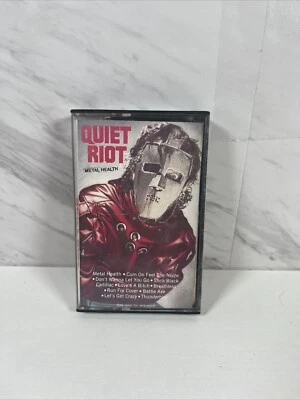 QUIET
RIOT
METAL HEALTH
Metal Health • Cum On Feel The Noize
• Don't Wanna Let You Go • Slick Black
Cadillac • Love's A Bitch • Breathless
• Run For Cover • Battle Axe
• Let's Get Crazy • Thunderbird